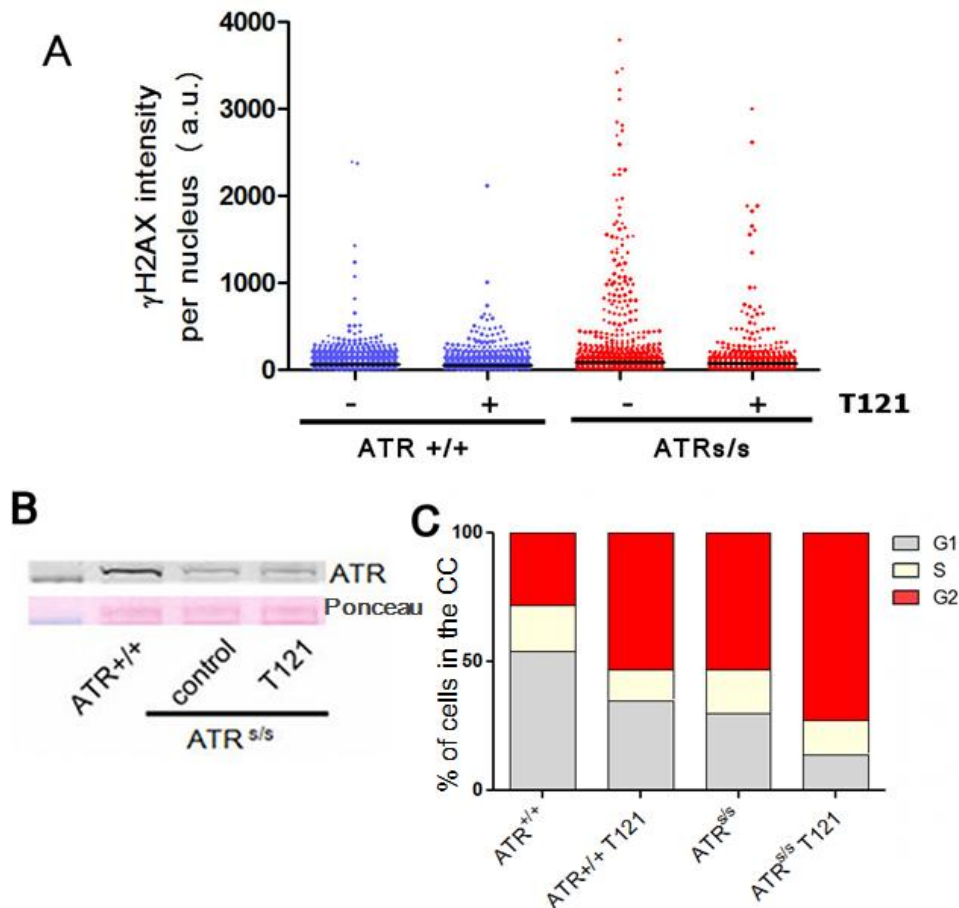 A
γH2AX intensity
per nucleus ( a.u.)
4000
3000
2000
1000
0
- + - + T121
ATR +/+ ATRs/s
B
ATR
Ponceau
ATR+/+ control T121
ATR s/s
C
% of cells in the CC
100
50
0
G1
S
G2
ATR+/+ ATR+/+ T121 ATRs/s ATRs/s T121